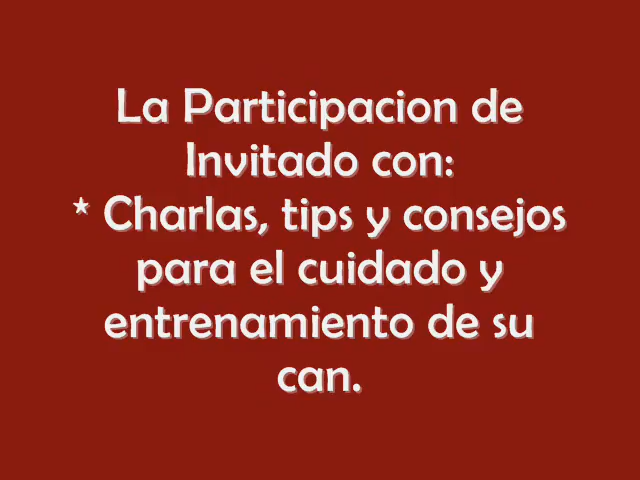 La Participacion de
Invitado con:
* Charlas, tips y consejos
para el cuidado y
entrenamiento de su
can.